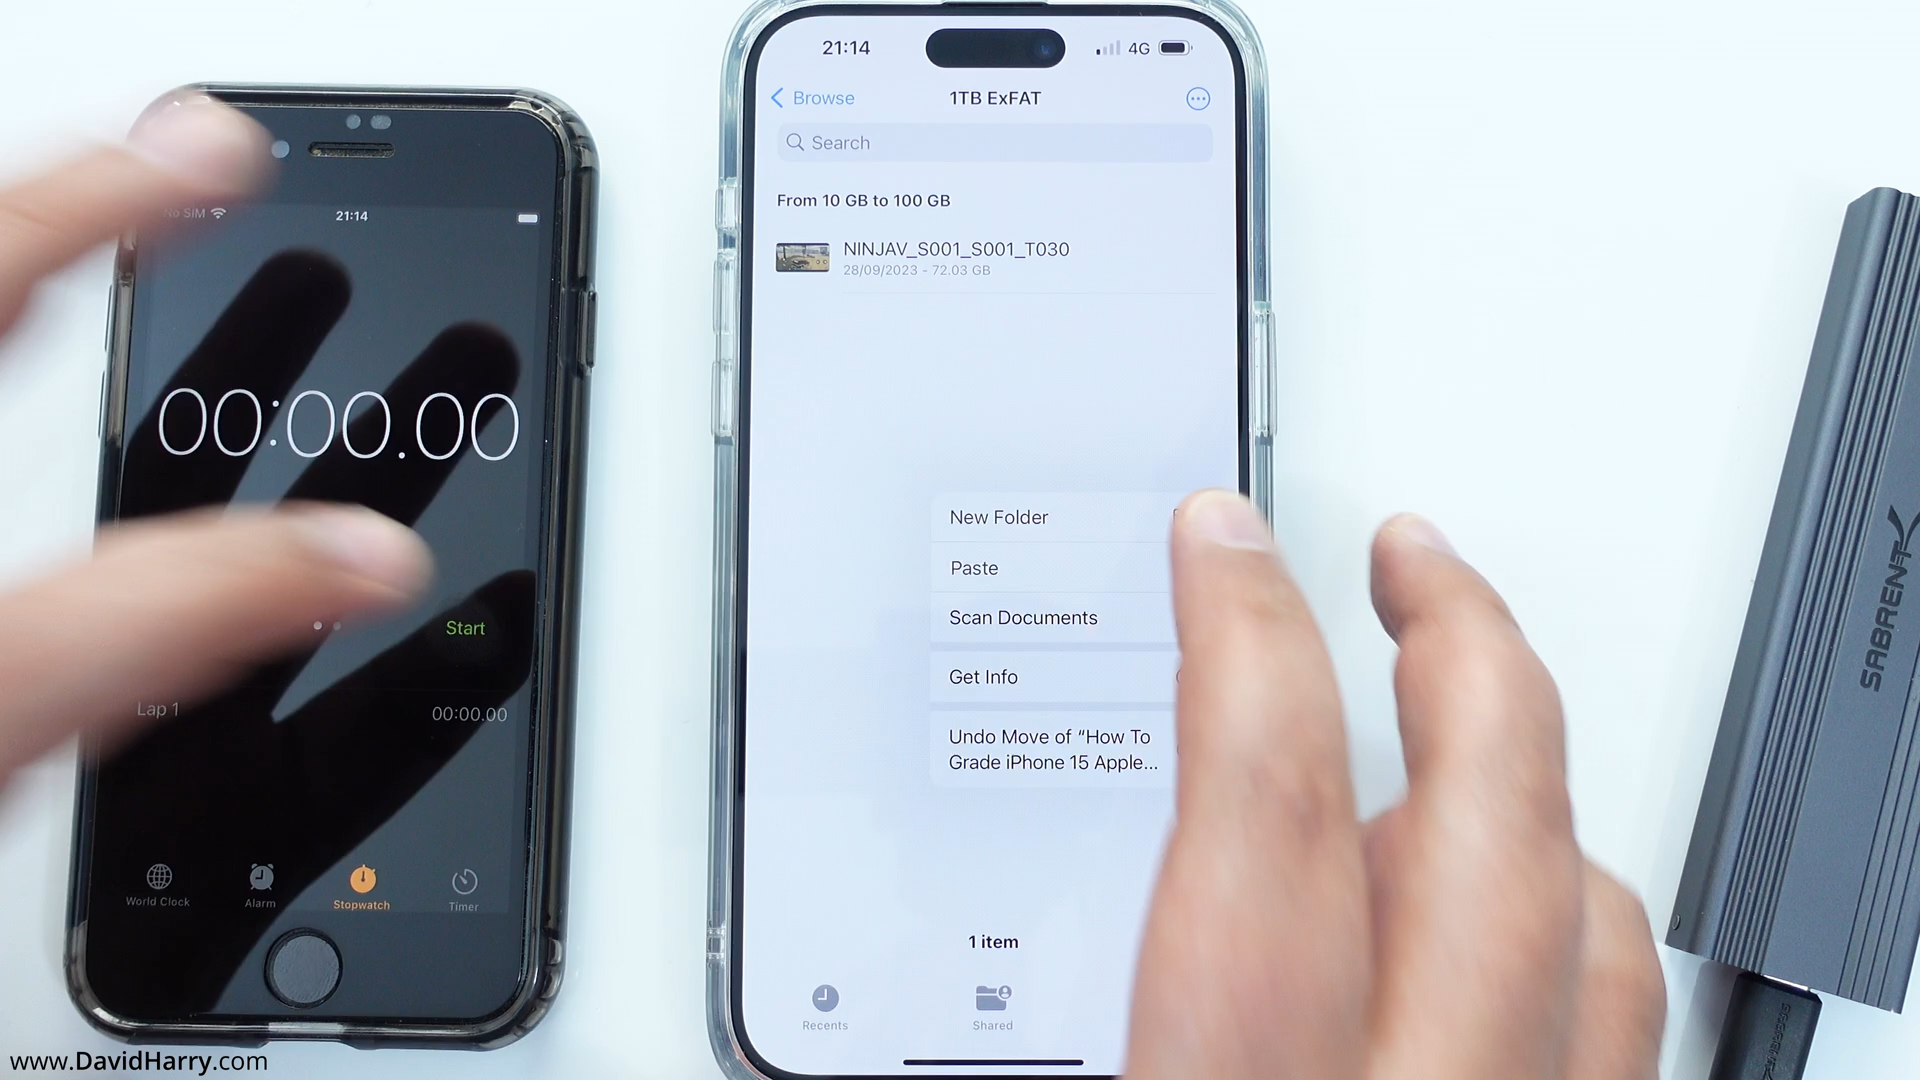 No SIM
21:14
00:00.00
Start
Lap 1
00:00.00
World Clock
Alarm
Stopwatch
Timer
21:14
4G
Browse
1TB ExFAT
Search
From 10 GB to 100 GB
NINJAV_S001_S001_T030
28/09/2023 - 72.03 GB
New Folder
Paste
Scan Documents
Get Info
Undo Move of “How To
Grade iPhone 15 Apple...
1 item
Recents
Shared
SABRENT
www.DavidHarry.com